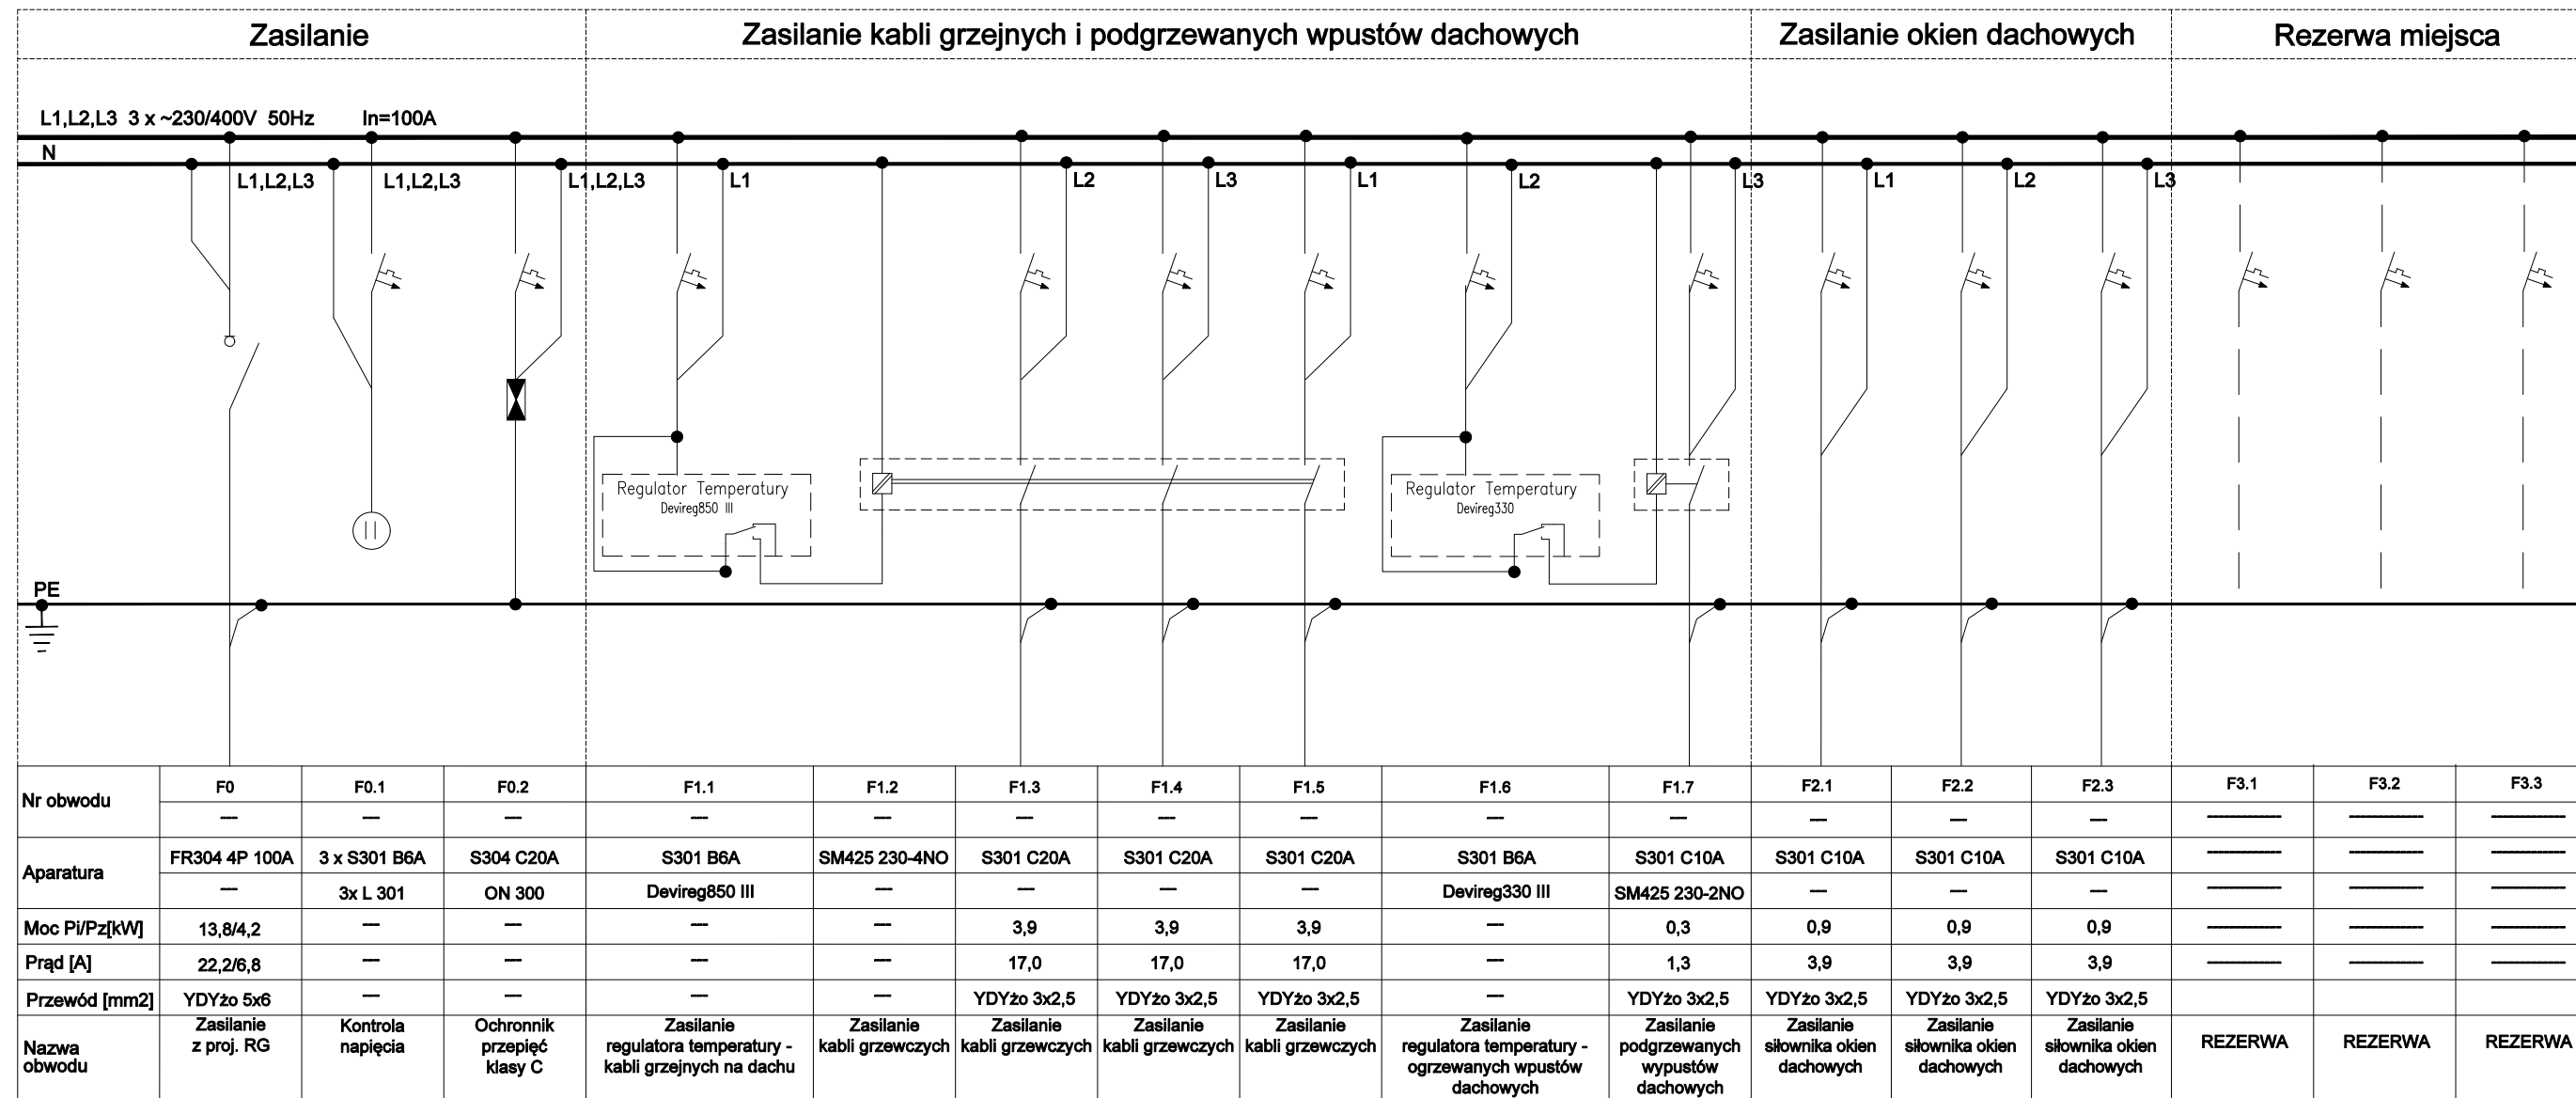 Zasilanie
Zasilanie kabli grzejnych i podgrzewanych wpustów dachowych
Zasilanie okien dachowych
Rezerwa miejsca
L1,L2,L3 3 x ~230/400V 50Hz In=100A
N
L1,L2,L3
L1,L2,L3
L1,L2,L3
L1
L2
L3
L1
L2
L3
L1
L2
L3
Regulator Temperatury
Devireg850 III
Regulator Temperatury
Devireg330
PE
Nr obwodu F0 F0.1 F0.2 F1.1 F1.2 F1.3 F1.4 F1.5 F1.6 F1.7 F2.1 F2.2 F2.3 F3.1 F3.2 F3.3
Aparatura
FR304 4P 100A 3 x S301 B6A S304 C20A S301 B6A SM425 230-4NO S301 C20A S301 C20A S301 C20A S301 B6A S301 C10A S301 C10A S301 C10A S301 C10A
--- 3x L 301 ON 300 Devireg850 III --- --- --- --- Devireg330 III SM425 230-2NO --- --- ---
Moc Pi/Pz[kW] 13,8/4,2 --- --- --- --- 3,9 3,9 3,9 --- 0,3 0,9 0,9 0,9
Prąd [A] 22,2/6,8 --- --- --- --- 17,0 17,0 17,0 --- 1,3 3,9 3,9 3,9
Przewód [mm2] YDYżo 5x6 --- --- --- --- YDYżo 3x2,5 YDYżo 3x2,5 YDYżo 3x2,5 --- YDYżo 3x2,5 YDYżo 3x2,5 YDYżo 3x2,5 YDYżo 3x2,5
Nazwa
obwodu
Zasilanie
z proj. RG
Kontrola
napięcia
Ochronnik
przepięć
klasy C
Zasilanie
regulatora temperatury -
kabli grzejnych na dachu
Zasilanie
kabli grzewczych
Zasilanie
kabli grzewczych
Zasilanie
kabli grzewczych
Zasilanie
kabli grzewczych
Zasilanie
regulatora temperatury -
ogrzewanych wpustów
dachowych
Zasilanie
podgrzewanych
wypustów
dachowych
Zasilanie
siłownika okien
dachowych
Zasilanie
siłownika okien
dachowych
Zasilanie
siłownika okien
dachowych
REZERWA
REZERWA
REZERWA